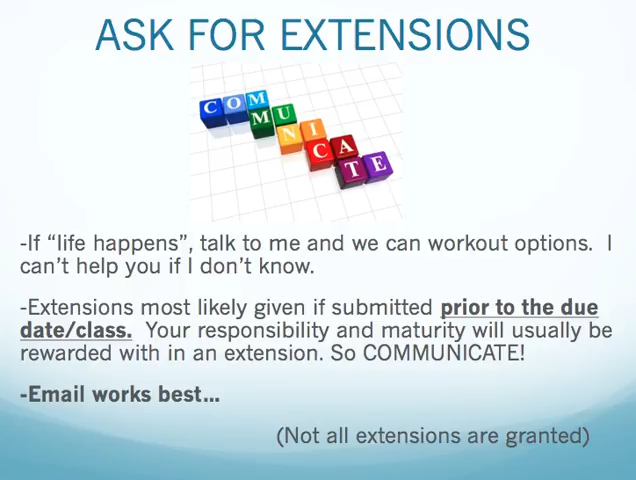 ASK FOR EXTENSIONS
COMMUNICATE
-If “life happens”, talk to me and we can workout options.  I
can’t help you if I don’t know.
-Extensions most likely given if submitted prior to the due
date/class.  Your responsibility and maturity will usually be
rewarded with in an extension. So COMMUNICATE!
-Email works best…
(Not all extensions are granted)